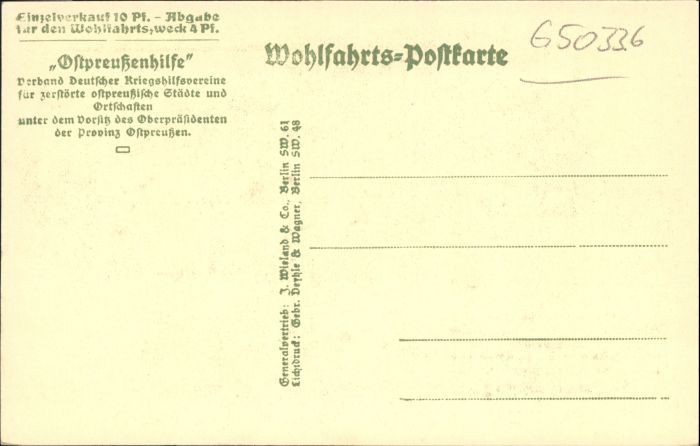 Einzelverkauf 10 Pf. – Abgabe
für den Wohlfahrtszweck 4 Pf.
„Ostpreußenhilfe"
Verband Deutscher Kriegshilfsvereine
für zerstörte ostpreußische Städte und
Ortschaften
unter dem Vorsitz des Oberpräsidenten
der Provinz Ostpreußen.
Wohlfahrts=Postkarte
650336
Generalvertrieb: J. Wieland & Co., Berlin SW. 61
Lichtdruck: Gebr. & Wagner, Berlin SW. 48